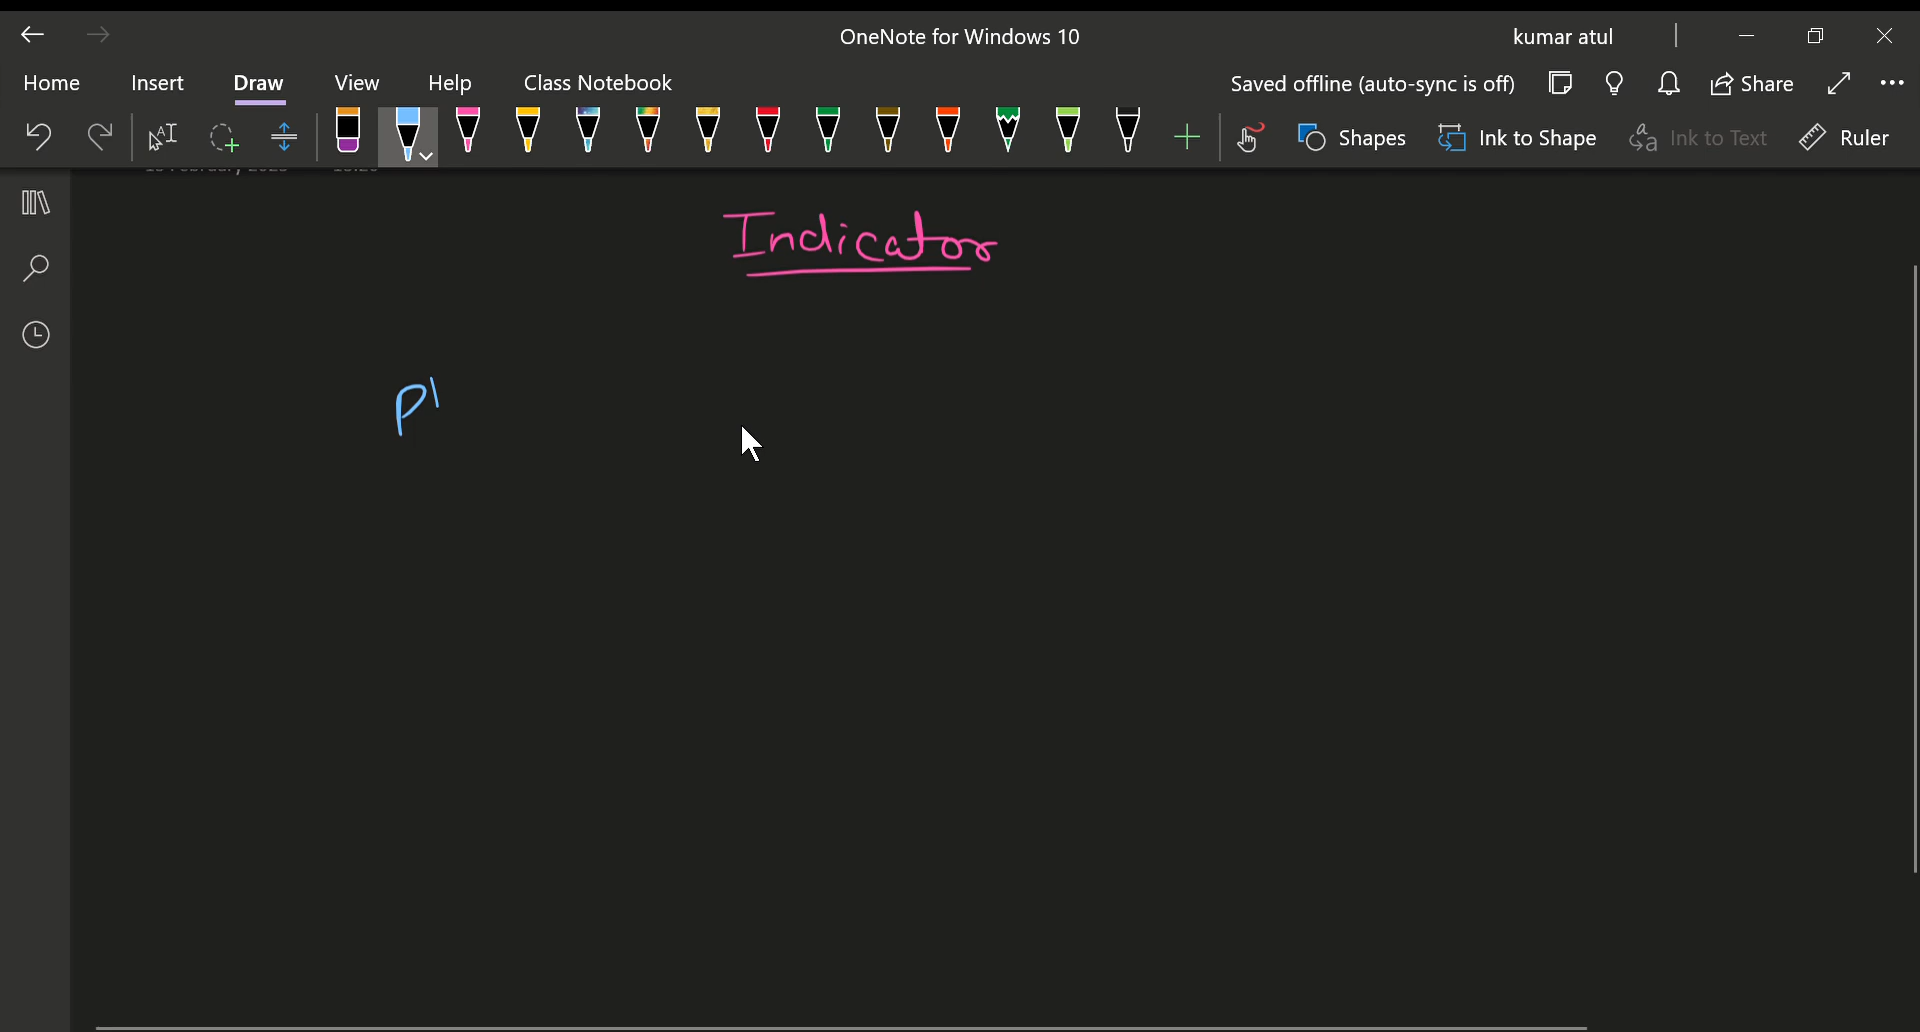 OneNote for Windows 10
kumar atul
Home Insert Draw View Help Class Notebook
Saved offline (auto-sync is off) Share
Shapes Ink to Shape Ink to Text Ruler
Indicator